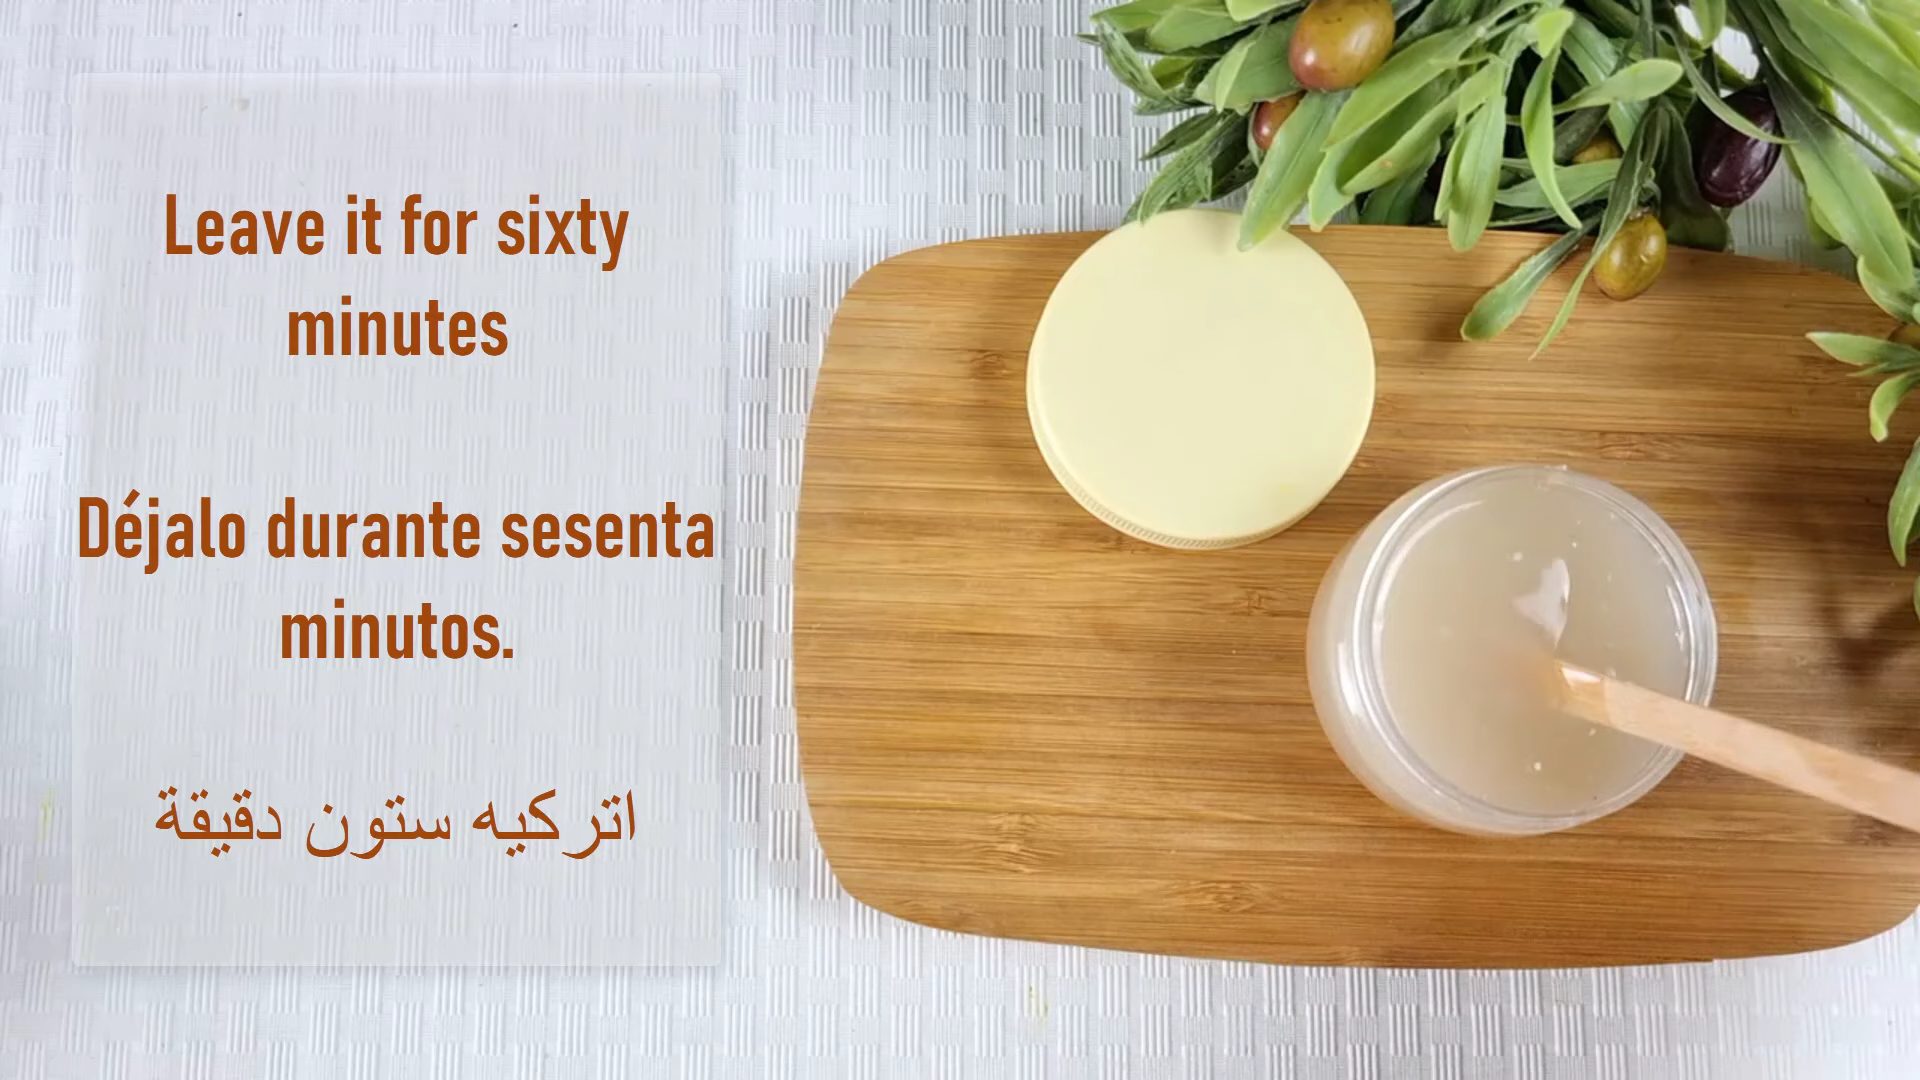 Leave it for sixty
minutes
Déjalo durante sesenta
minutos.
اتركيه ستون دقيقة